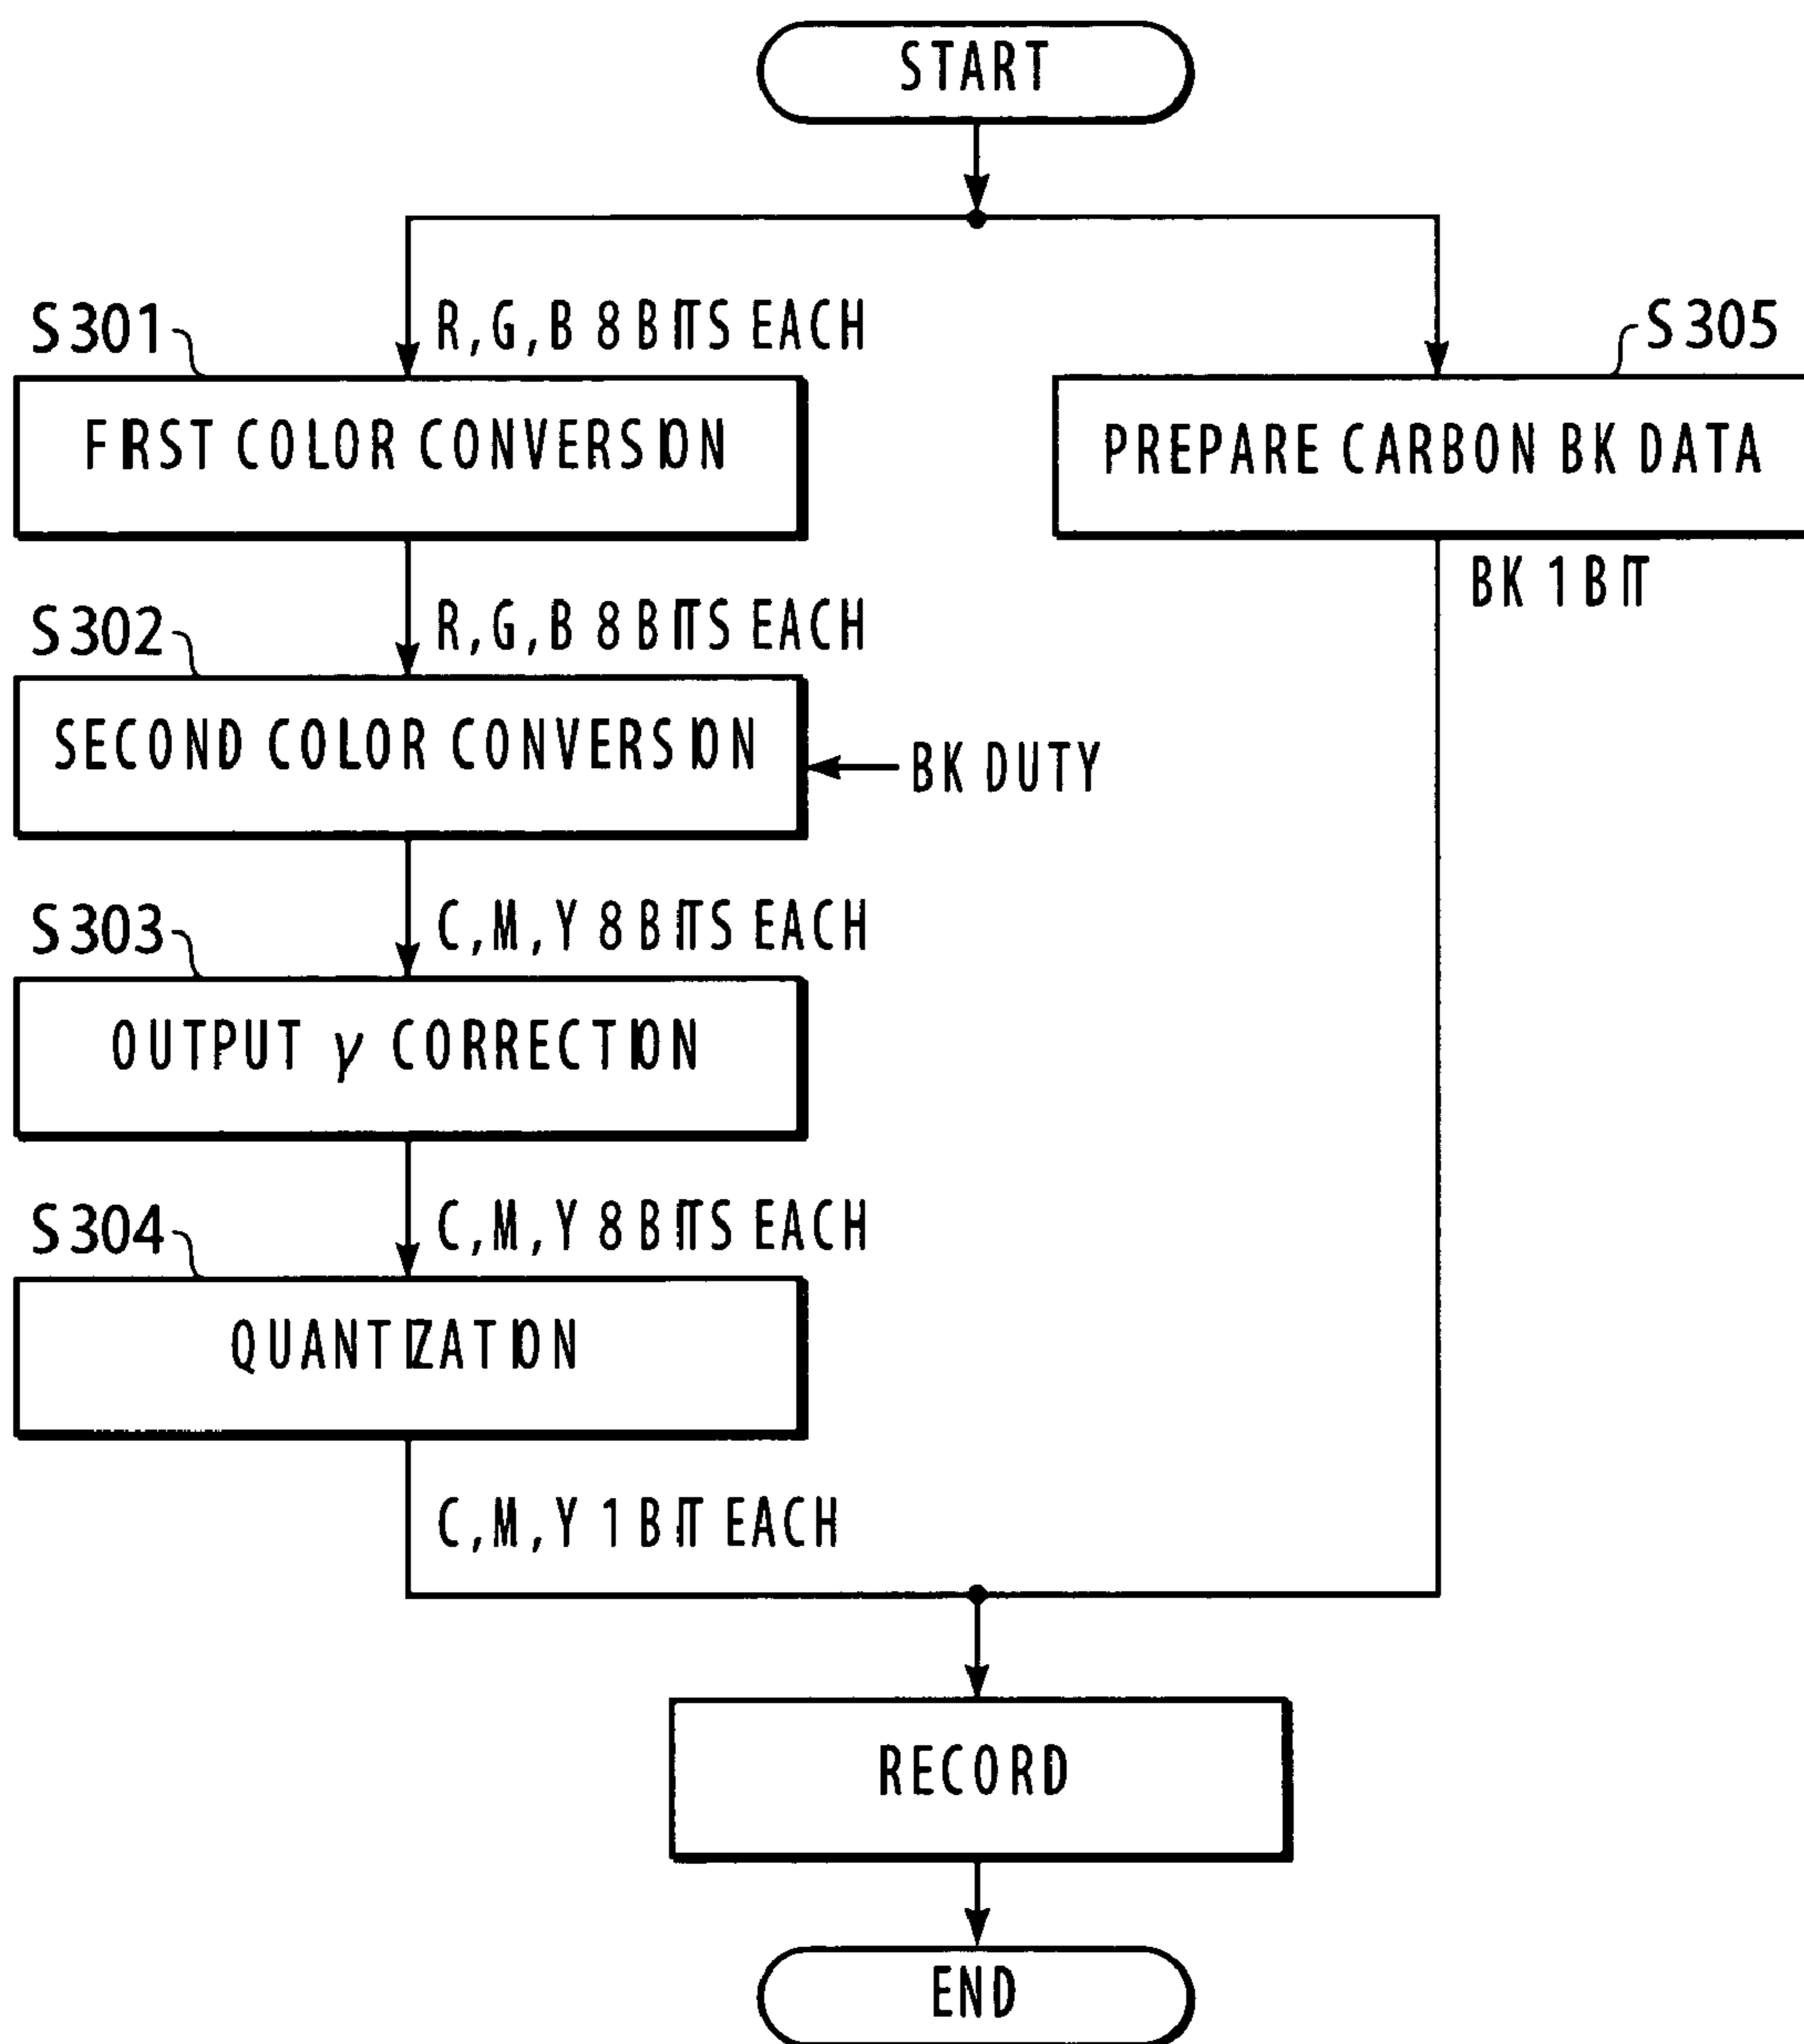 START
R,G,B 8 BITS EACH
S301
S305
FIRST COLOR CONVERSION
PREPARE CARBON BK DATA
BK 1 BIT
R,G,B 8 BITS EACH
S302
SECOND COLOR CONVERSION
BK DUTY
C,M,Y 8 BITS EACH
S303
OUTPUT γ CORRECTION
C,M,Y 8 BITS EACH
S304
QUANTIZATION
C,M,Y 1 BIT EACH
RECORD
END